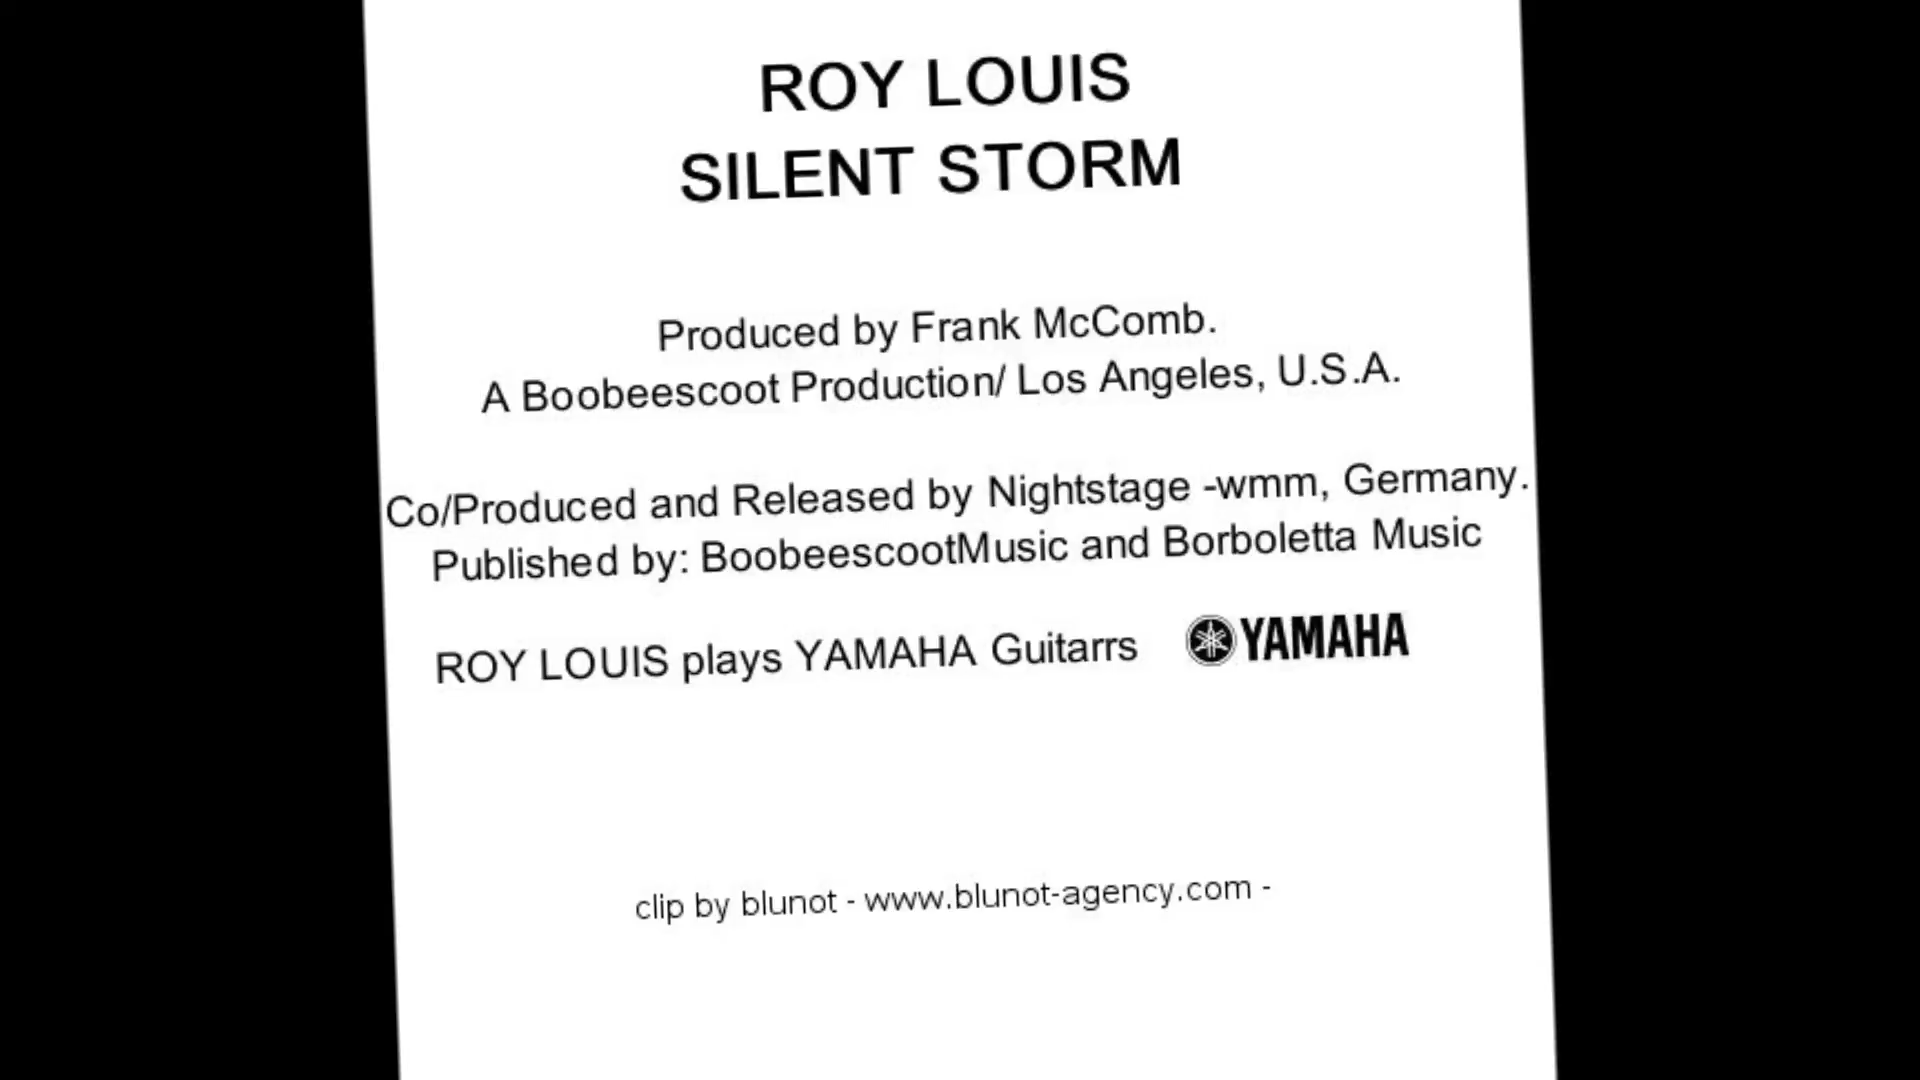 ROY LOUIS
SILENT STORM
Produced by Frank McComb.
A Boobeescoot Production/ Los Angeles, U.S.A.
Co/Produced and Released by Nightstage -wmm, Germany.
Published by: BoobeescootMusic and Borboletta Music
ROY LOUIS plays YAMAHA Guitarrs YAMAHA
clip by blunot - www.blunot-agency.com -